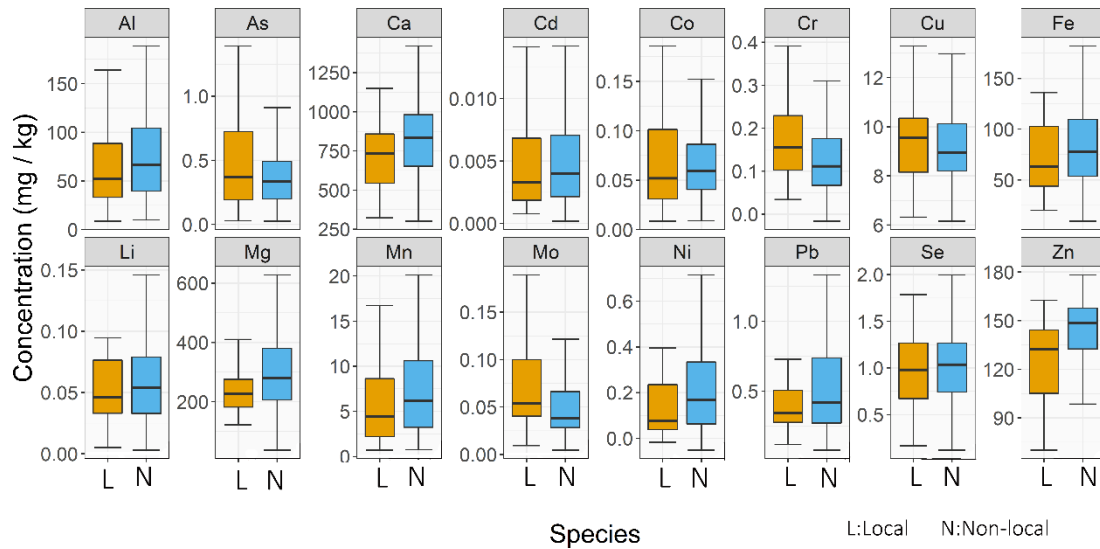 Al As Ca Cd Co Cr Cu Fe
150 100 50 0
1.0 0.5 0.0
1250 1000 750 500 250
0.010 0.005 0.000
0.15 0.10 0.05 0.00
0.4 0.3 0.2 0.1 0.0
12 10 8 6
150 100 50
Concentration (mg / kg)
Li Mg Mn Mo Ni Pb Se Zn
0.15 0.10 0.05 0.00
600 400 200
20 15 10 5 0
0.15 0.10 0.05 0.00
0.6 0.4 0.2 0.0
1.0 0.5
2.0 1.5 1.0 0.5
180 150 120 90
L N L N L N L N L N L N L N L N
Species
L:Local N:Non-local